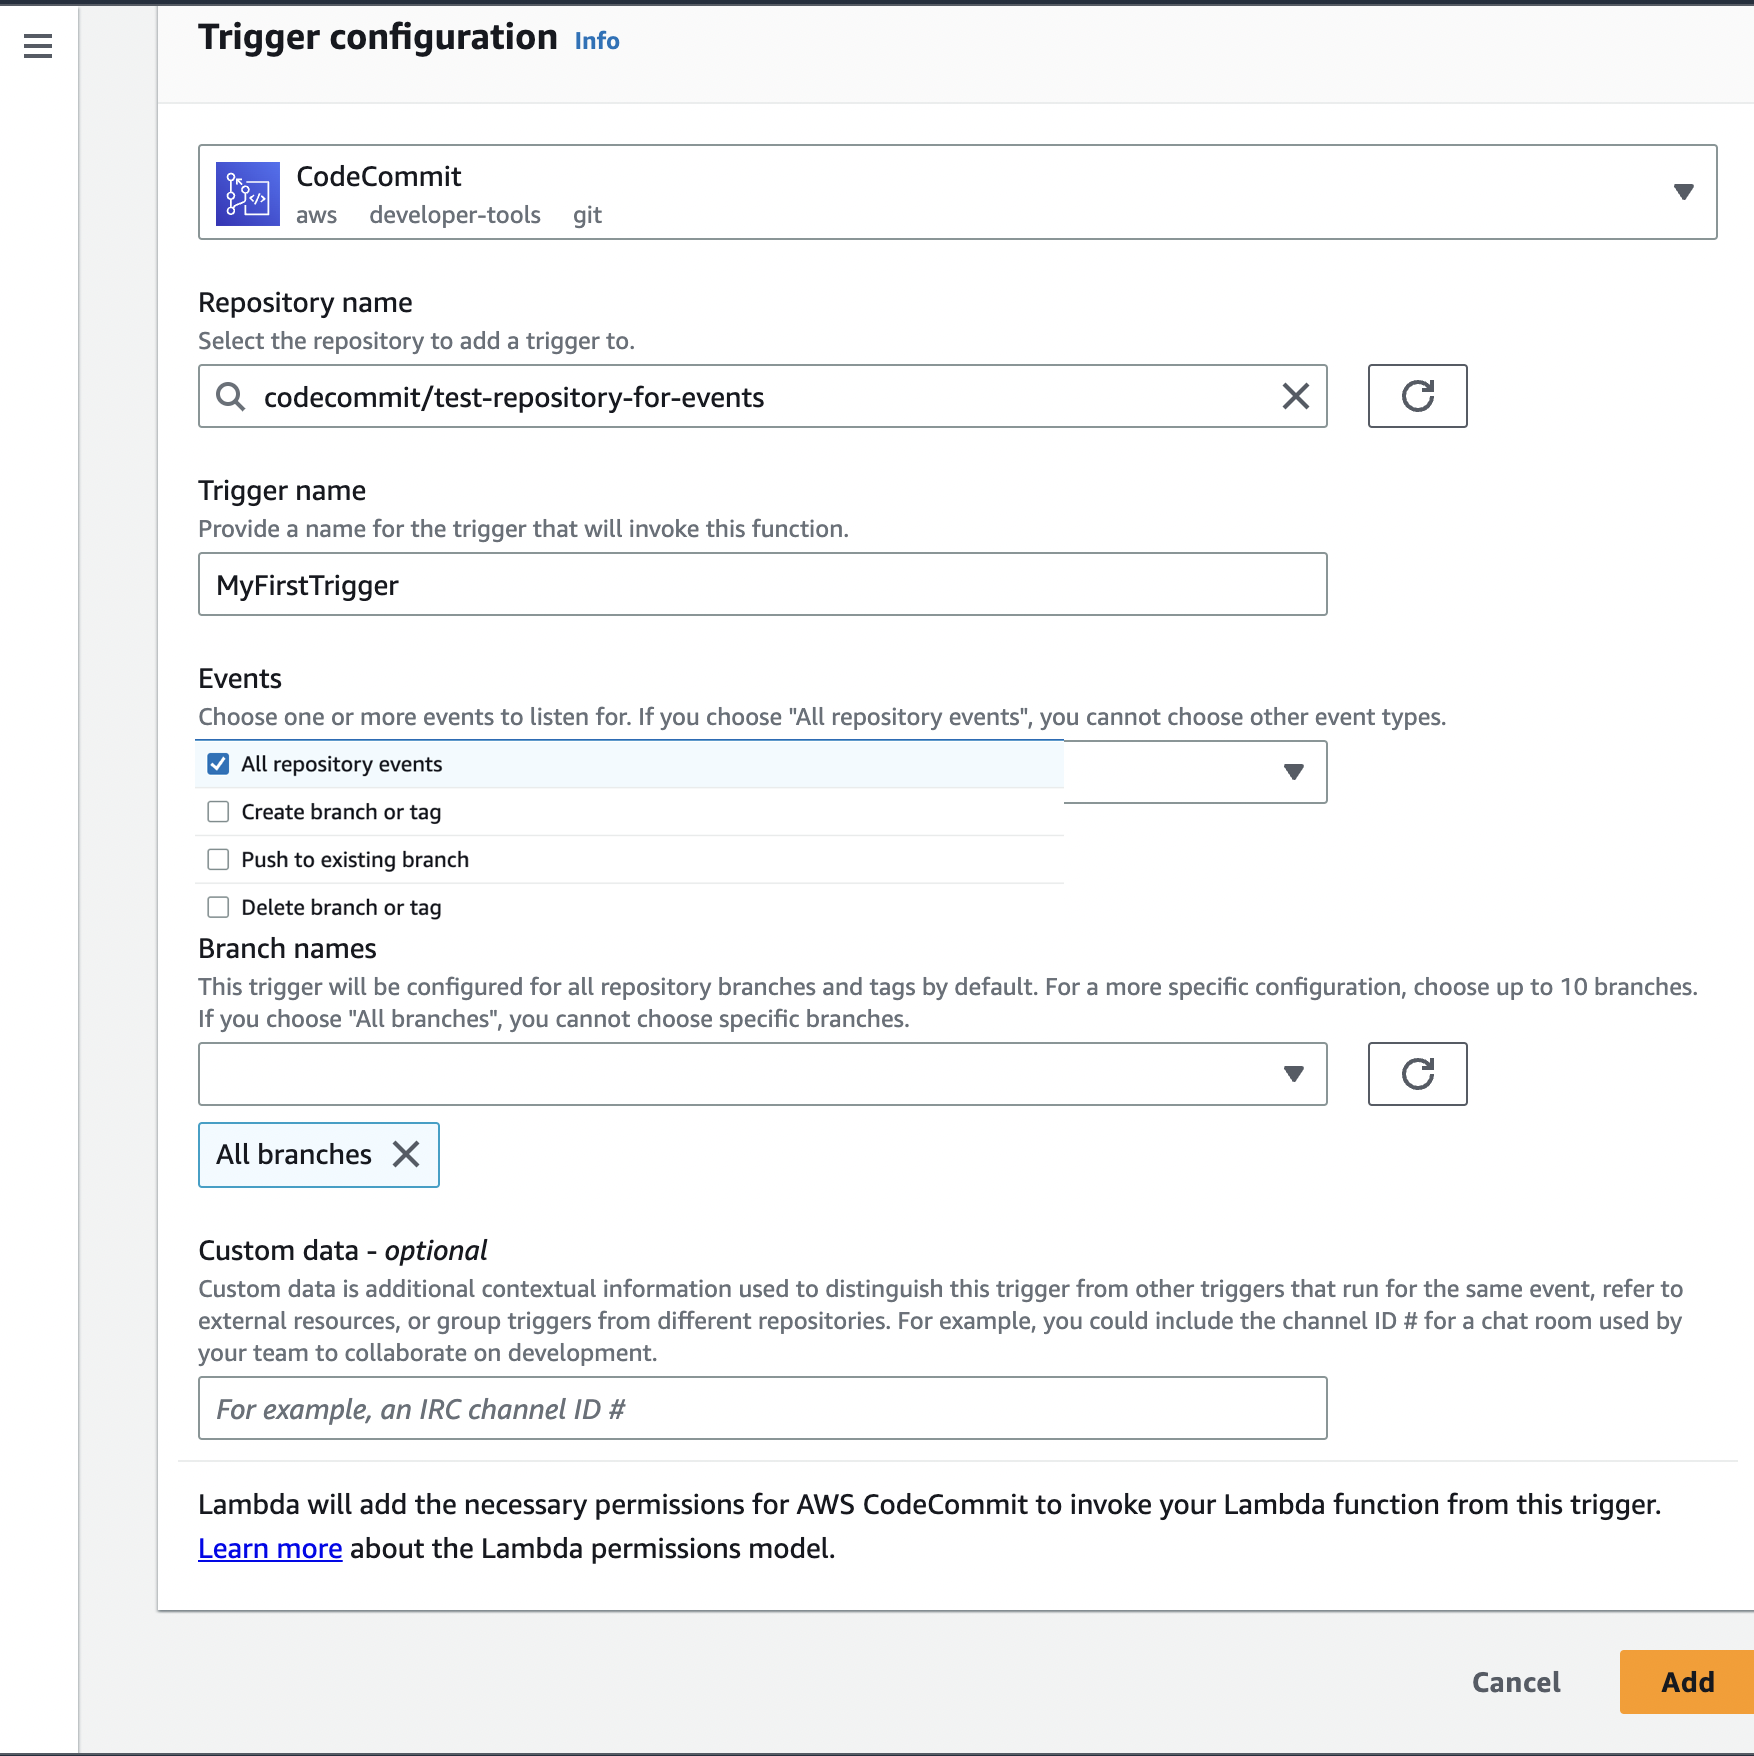 Trigger configuration Info
CodeCommit
aws developer-tools git
Repository name
Select the repository to add a trigger to.
codecommit/test-repository-for-events
Trigger name
Provide a name for the trigger that will invoke this function.
MyFirstTrigger
Events
Choose one or more events to listen for. If you choose "All repository events", you cannot choose other event types.
All repository events
Create branch or tag
Push to existing branch
Delete branch or tag
Branch names
This trigger will be configured for all repository branches and tags by default. For a more specific configuration, choose up to 10 branches.
If you choose "All branches", you cannot choose specific branches.
All branches
Custom data - optional
Custom data is additional contextual information used to distinguish this trigger from other triggers that run for the same event, refer to
external resources, or group triggers from different repositories. For example, you could include the channel ID # for a chat room used by
your team to collaborate on development.
For example, an IRC channel ID #
Lambda will add the necessary permissions for AWS CodeCommit to invoke your Lambda function from this trigger.
Learn more about the Lambda permissions model.
Cancel Add